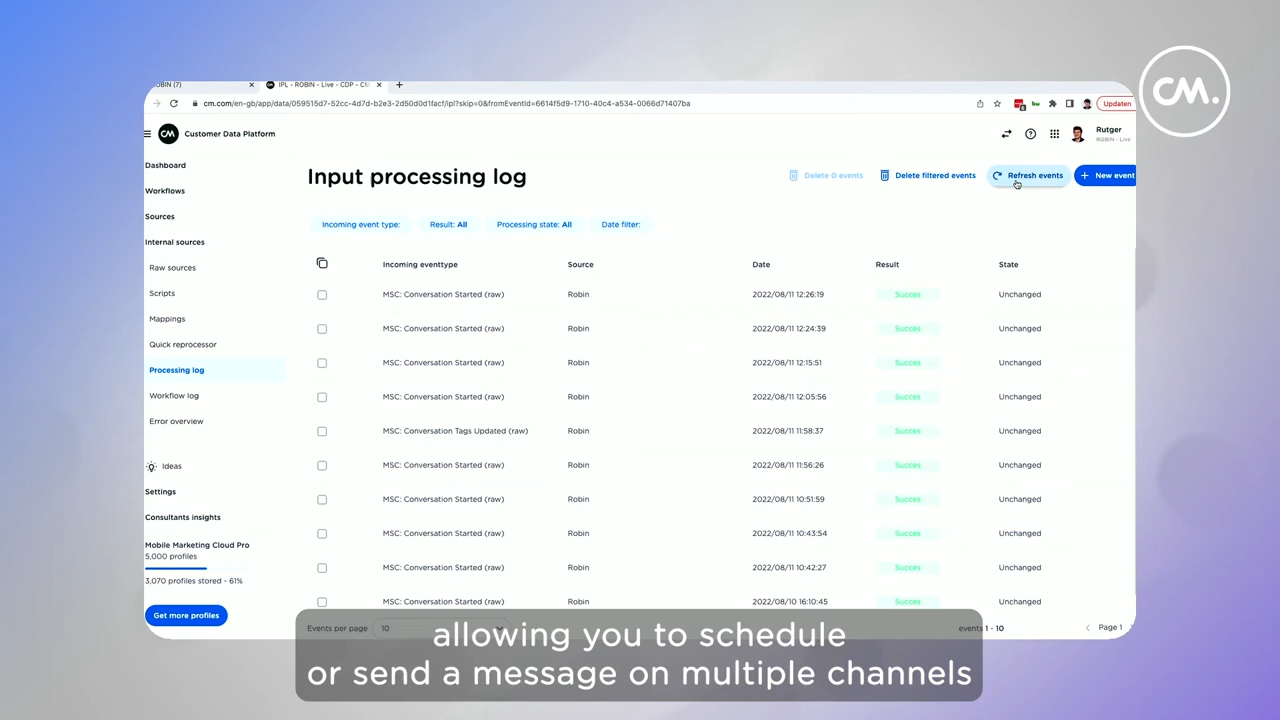 CM.
OBIN (7)
IPL - ROBIN - Live - CDP - CM
cm.com/en-gb/app/data/059515d7-52cc-4d7d-b2e3-2d50d0d1facf/ipl?skip=0&fromEventId=6614f5d9-1710-40c4-a534-0066d71407ba
Updaten
CM Customer Data Platform
Rutger
ROBIN - Live
Dashboard
Workflows
Sources
Internal sources
Raw sources
Scripts
Mappings
Quick reprocessor
Processing log
Workflow log
Error overview
Ideas
Settings
Consultants insights
Mobile Marketing Cloud Pro
5,000 profiles
3,070 profiles stored - 61%
Get more profiles
Input processing log
Delete 0 events Delete filtered events Refresh events New event
Incoming event type: Result: All Processing state: All Date filter:
Incoming eventtype Source Date Result State
MSC: Conversation Started (raw) Robin 2022/08/11 12:26:19 Succes Unchanged
MSC: Conversation Started (raw) Robin 2022/08/11 12:24:39 Succes Unchanged
MSC: Conversation Started (raw) Robin 2022/08/11 12:15:51 Succes Unchanged
MSC: Conversation Started (raw) Robin 2022/08/11 12:05:56 Succes Unchanged
MSC: Conversation Tags Updated (raw) Robin 2022/08/11 11:58:37 Succes Unchanged
MSC: Conversation Started (raw) Robin 2022/08/11 11:56:26 Succes Unchanged
MSC: Conversation Started (raw) Robin 2022/08/11 10:51:59 Succes Unchanged
MSC: Conversation Started (raw) Robin 2022/08/11 10:43:54 Succes Unchanged
MSC: Conversation Started (raw) Robin 2022/08/11 10:42:27 Succes Unchanged
MSC: Conversation Started (raw) Robin 2022/08/10 16:10:45 Succes Unchanged
Events per page 10 events 1 - 10 Page 1
allowing you to schedule
or send a message on multiple channels